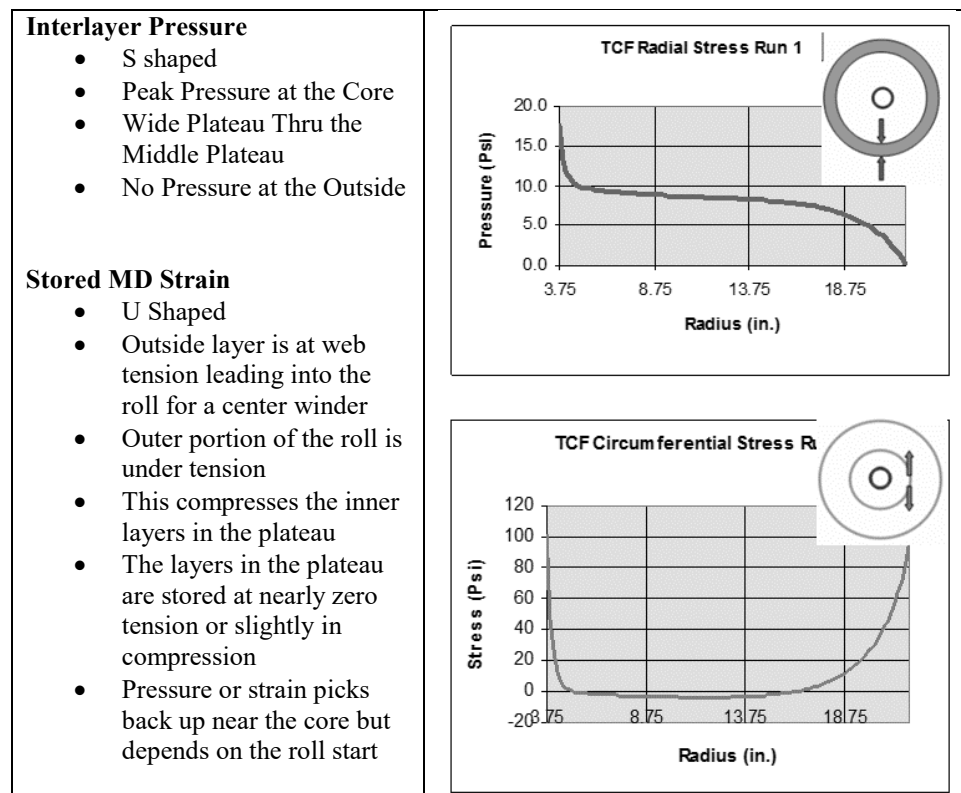 Interlayer Pressure
• S shaped
• Peak Pressure at the Core
• Wide Plateau Thru the
Middle Plateau
• No Pressure at the Outside
Stored MD Strain
• U Shaped
• Outside layer is at web
tension leading into the
roll for a center winder
• Outer portion of the roll is
under tension
• This compresses the inner
layers in the plateau
• The layers in the plateau
are stored at nearly zero
tension or slightly in
compression
• Pressure or strain picks
back up near the core but
depends on the roll start
TCF Radial Stress Run 1
Pressure (Psi)
20.0
15.0
10.0
5.0
0.0
3.75 8.75 13.75 18.75
Radius (in.)
TCF Circumferential Stress
Stress (Psi)
120
100
80
60
40
20
0
-20
3.75 8.75 13.75 18.75
Radius (in.)